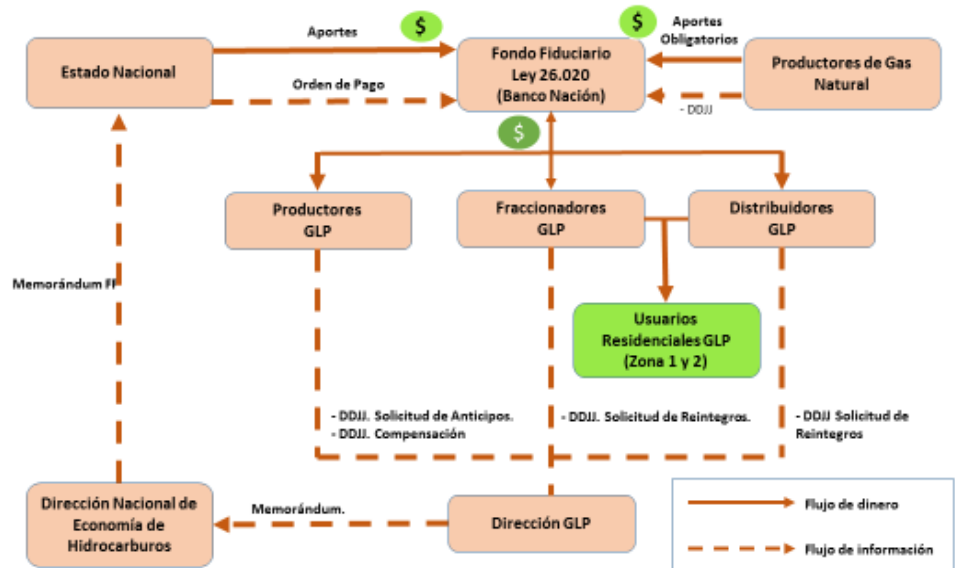 Aportes
$
$
Aportes
Obligatorios
Estado Nacional
Fondo Fiduciario
Ley 26.020
(Banco Nación)
Productores de Gas
Natural
Orden de Pago
- DDJJ
$
Productores
GLP
Fraccionadores
GLP
Distribuidores
GLP
Memorándum FF
Usuarios
Residenciales GLP
(Zona 1 y 2)
- DDJJ. Solicitud de Anticipos.
- DDJJ. Compensación
- DDJJ. Solicitud de Reintegros.
- DDJJ Solicitud de
Reintegros
Dirección Nacional de
Economía de
Hidrocarburos
Memorándum.
Dirección GLP
Flujo de dinero
Flujo de información